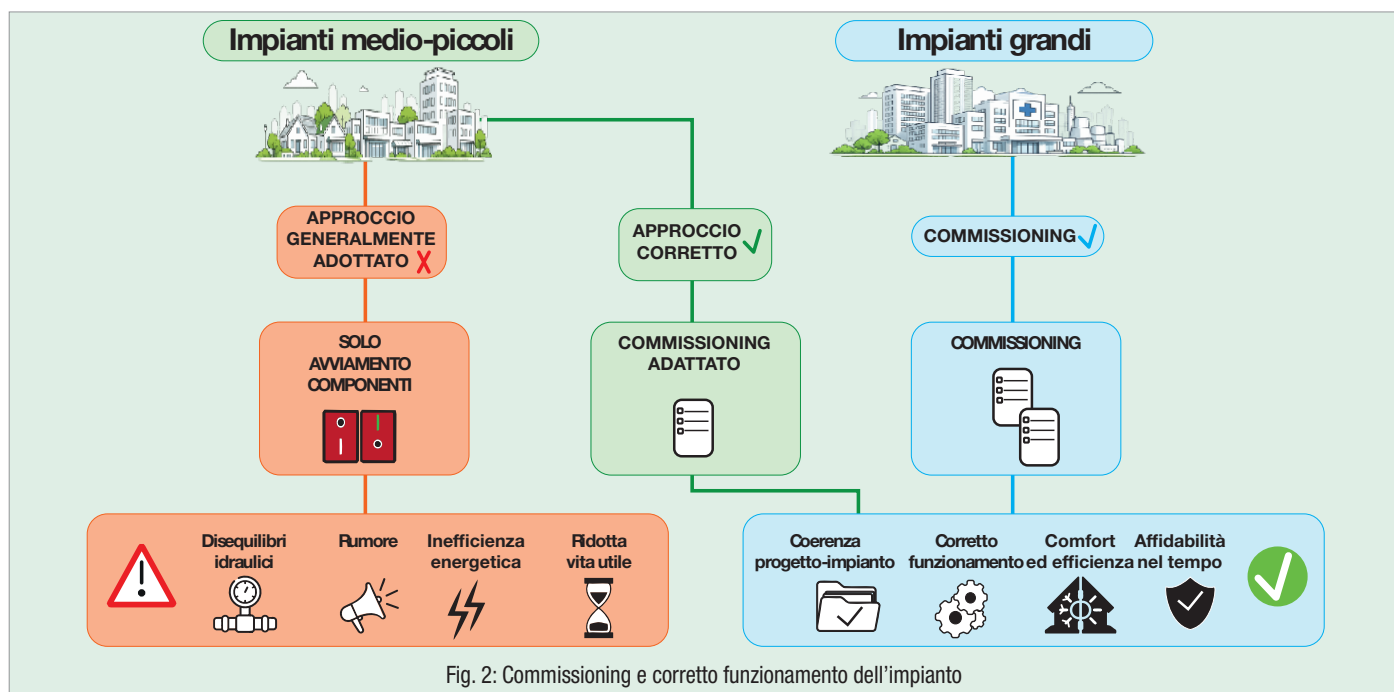 Impianti medio-piccoli
Impianti grandi
APPROCCIO
GENERALMENTE
ADOTTATO
APPROCCIO
CORRETTO
COMMISSIONING
SOLO
AVVIAMENTO
COMPONENTI
COMMISSIONING
ADATTATO
COMMISSIONING
Disequilibri
idraulici
Rumore
Inefficienza
energetica
Ridotta
vita utile
Coerenza
progetto-impianto
Corretto
funzionamento
Comfort
ed efficienza
Affidabilità
nel tempo
Fig. 2: Commissioning e corretto funzionamento dell'impianto